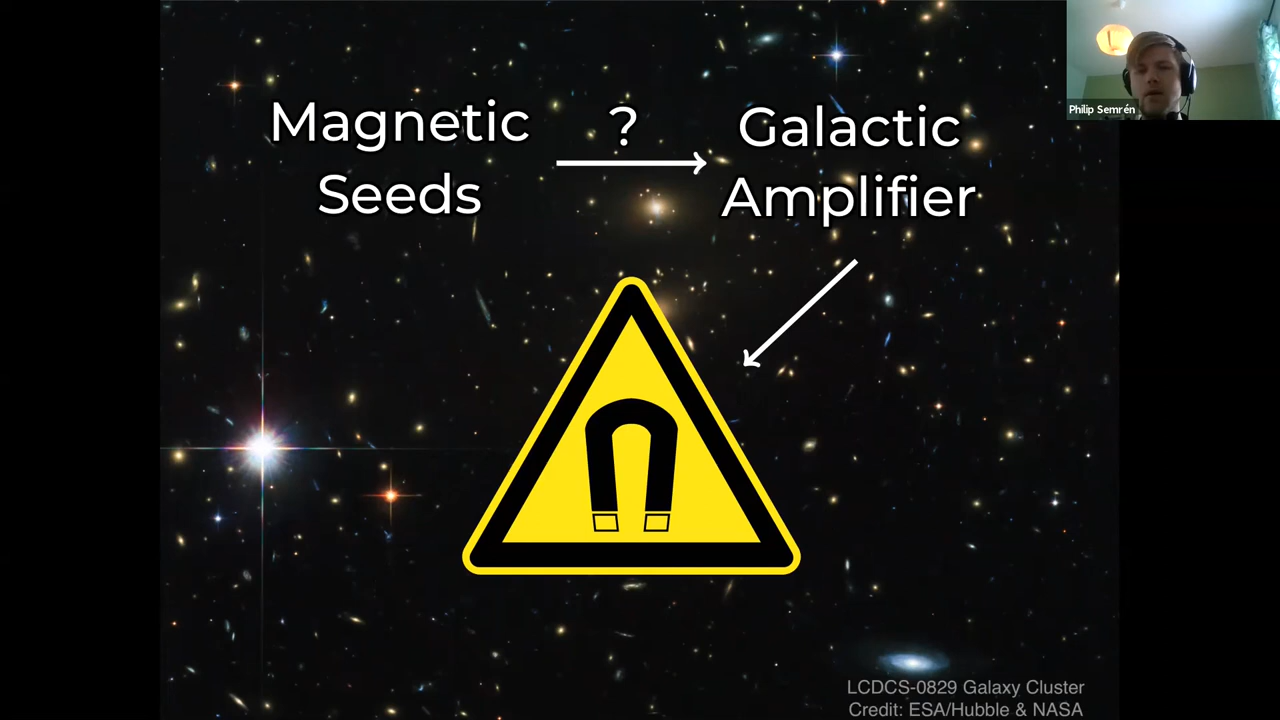 Magnetic
Seeds
?
Galactic
Amplifier
Philip Semrén
LCDCS-0829 Galaxy Cluster
Credit: ESA/Hubble & NASA